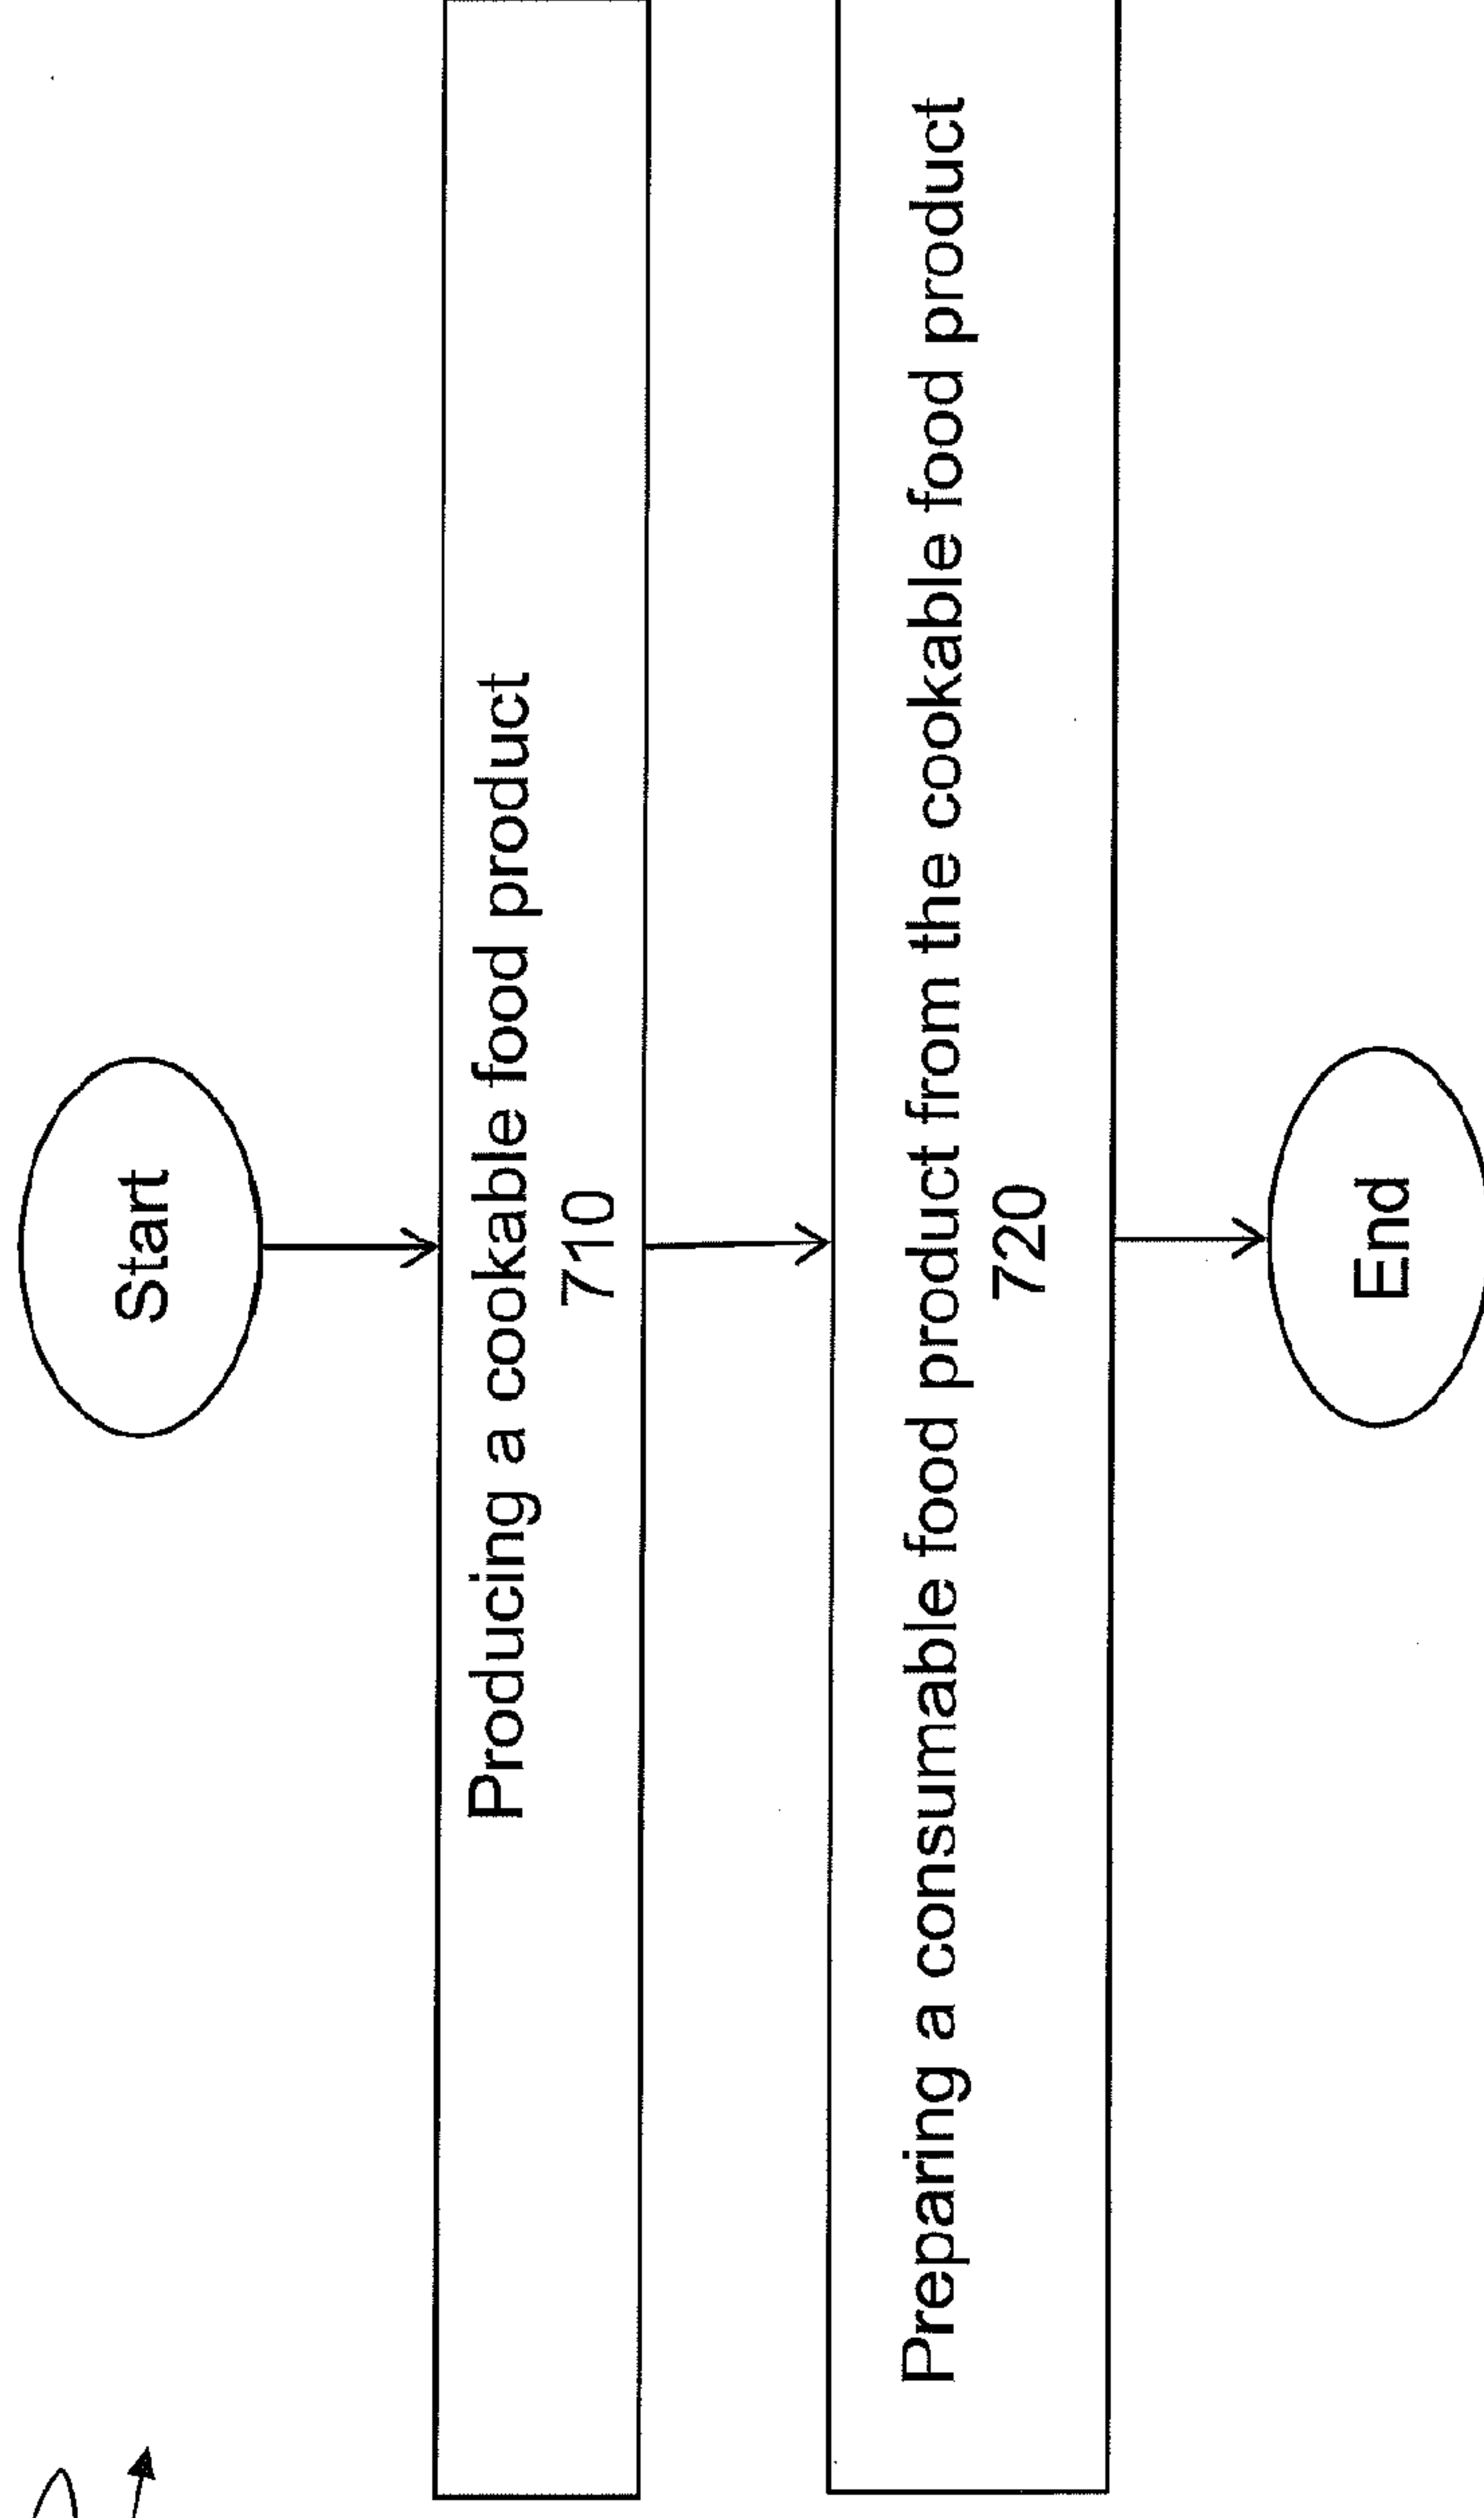 Start
Producing a cookable food product
710
Preparing a consumable food product from the cookable food product
720
End